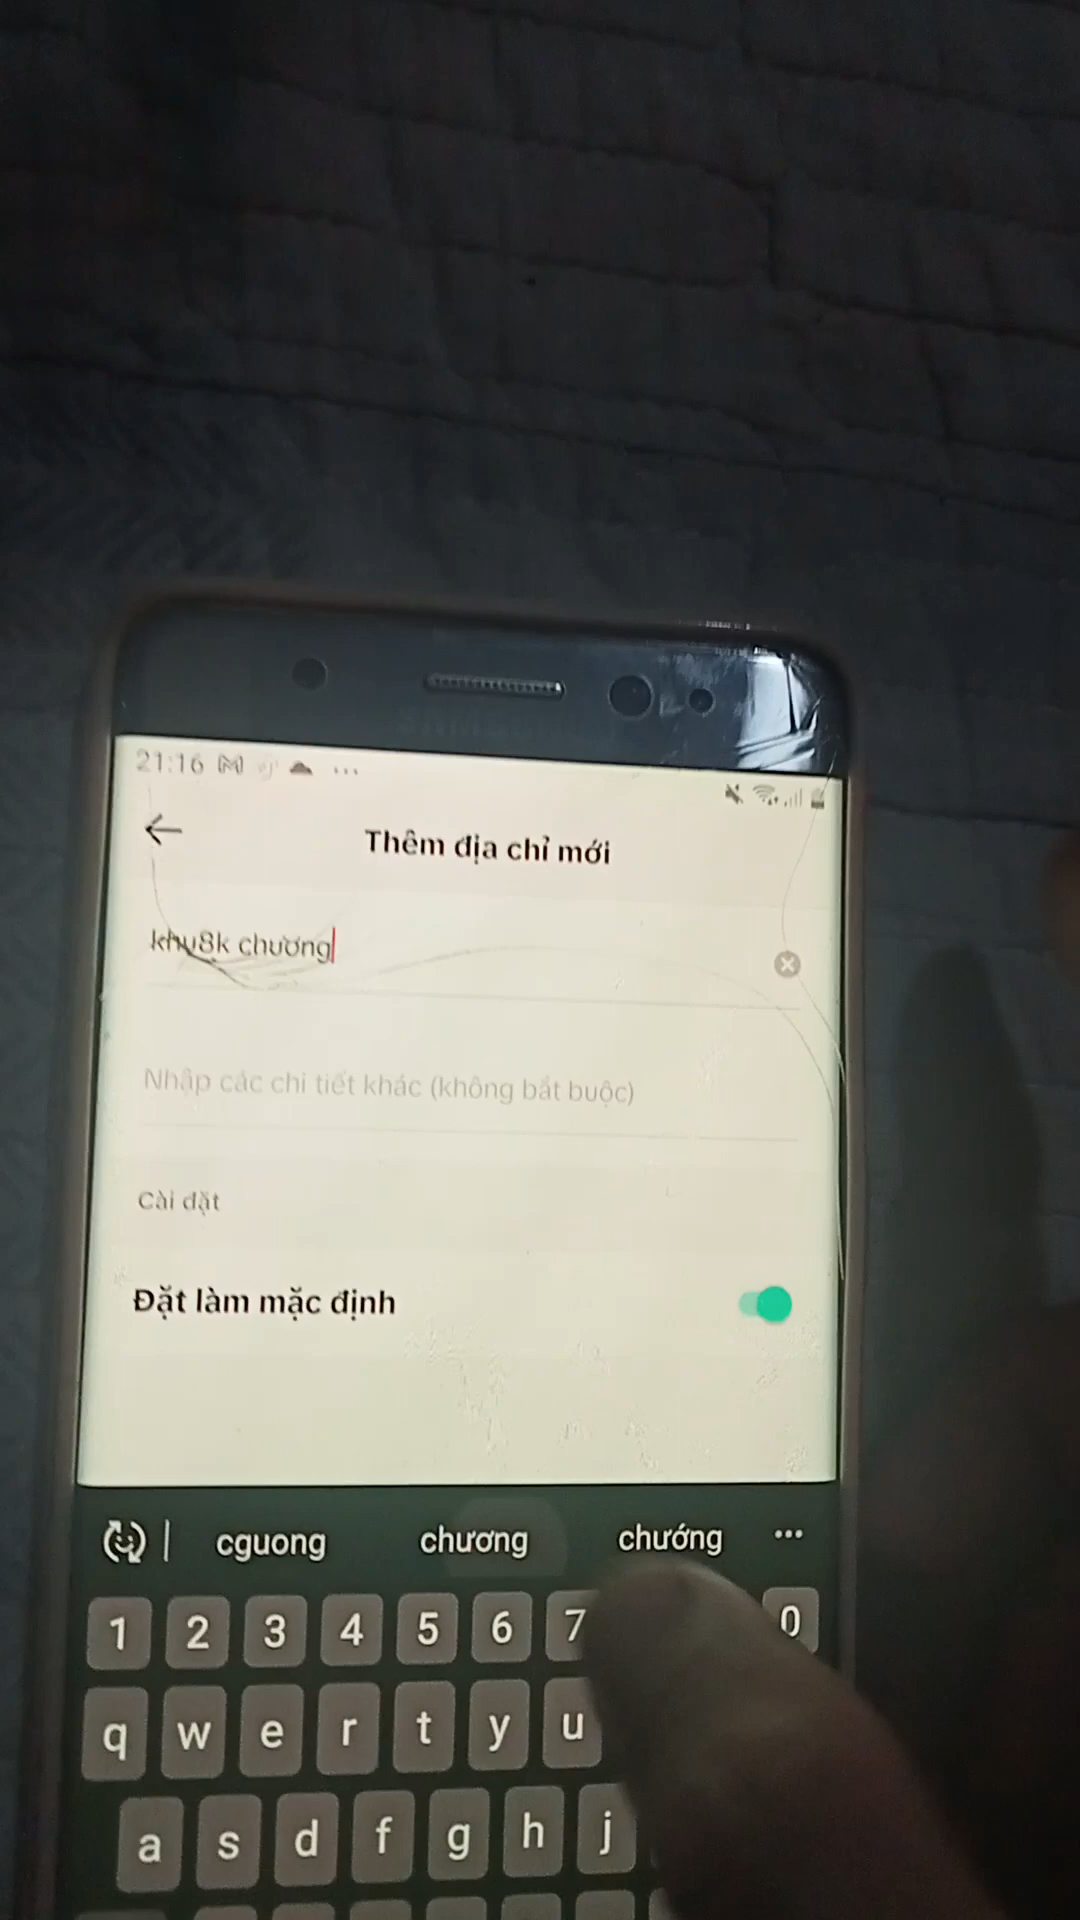 21:16
Thêm địa chỉ mới
khu8k chương
Nhập các chi tiết khác (không bắt buộc)
Cài đặt
Đặt làm mặc định
cguong chương chướng
1 2 3 4 5 6 7 0
q w e r t y u
a s d f g h j